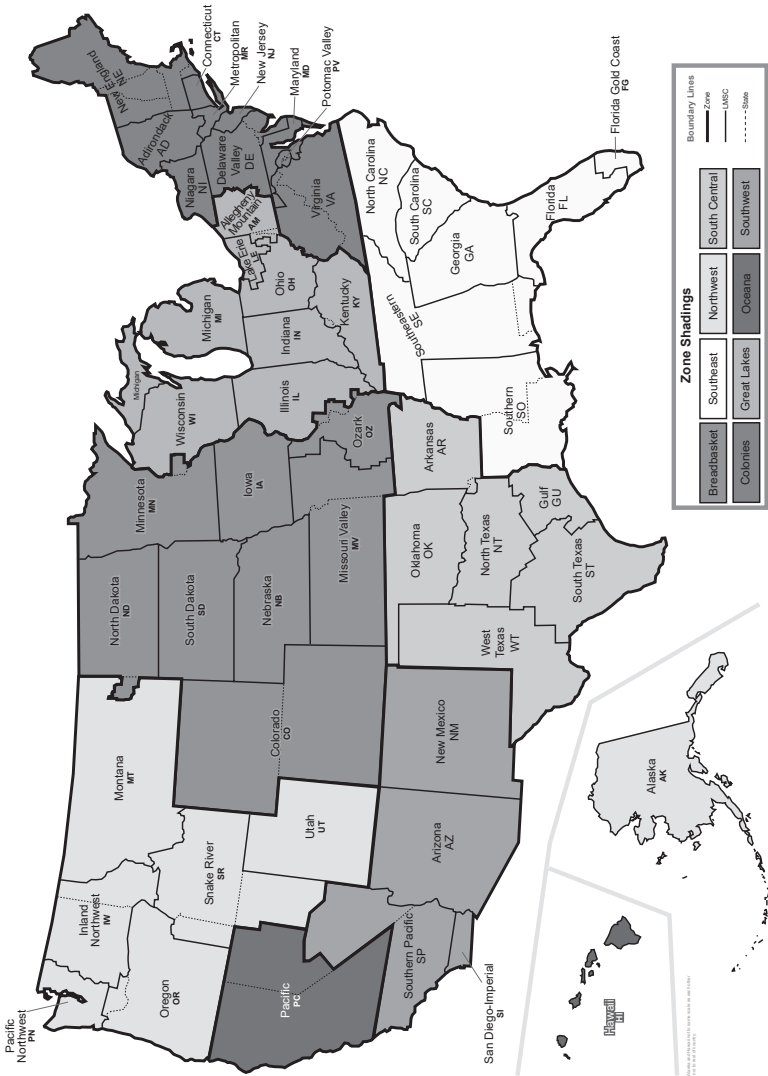 Pacific
Northwest
PN
Inland
Northwest
IW
Montana
MT
North Dakota
ND
Minnesota
MN
Michigan
Wisconsin
WI
Michigan
MI
Oregon
OR
Snake River
SR
South Dakota
SD
Iowa
IA
Nebraska
NB
Illinois
IL
Indiana
IN
Ohio
OH
Lake Erie
LE
Allegheny
Mountain
AM
Niagara
NI
Adirondack
AD
New England
NE
Connecticut
CT
Metropolitan
MR
New Jersey
NJ
Delaware
Valley
DE
Maryland
MD
Potomac Valley
PV
Virginia
VA
Kentucky
KY
Pacific
PC
Utah
UT
Colorado
CO
Missouri Valley
MV
Ozark
OZ
Southern Pacific
SP
San Diego-Imperial
SI
Arizona
AZ
New Mexico
NM
West
Texas
WT
Oklahoma
OK
North Texas
NT
South Texas
ST
Gulf
GU
Arkansas
AR
Southern
SO
Southeastern
SE
Georgia
GA
North Carolina
NC
South Carolina
SC
Florida
FL
Florida Gold Coast
FG
Hawaii
HI
Alaska
AK
Zone Shadings
Breadbasket
Southeast
Northwest
South Central
Colonies
Great Lakes
Oceana
Southwest
Boundary Lines
Zone
LMSC
State